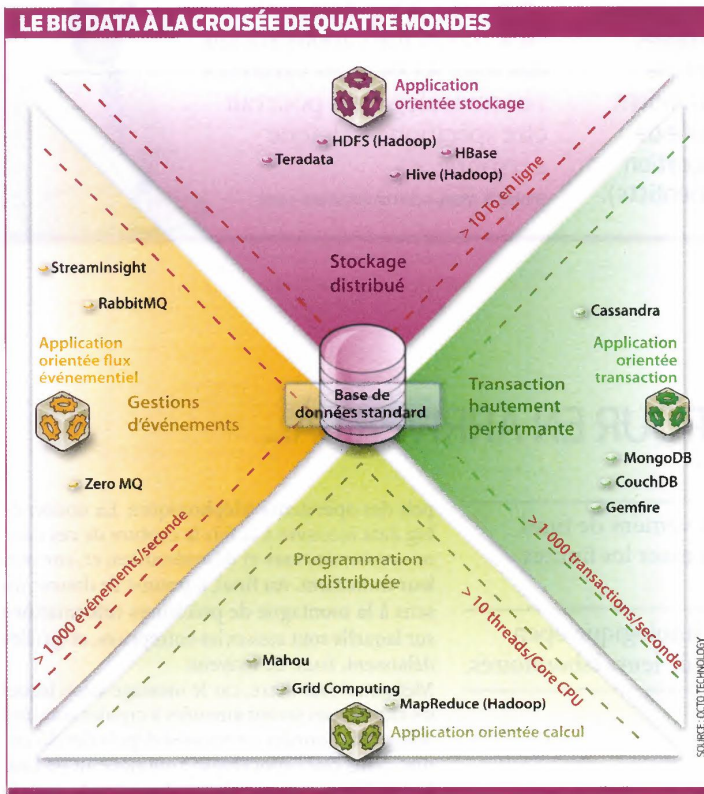 LE BIG DATA À LA CROISÉE DE QUATRE MONDES
Application
orientée stockage
HDFS (Hadoop)
Teradata
HBase
Hive (Hadoop)
> 10 To en ligne
Stockage
distribué
StreamInsight
RabbitMQ
Application
orientée flux
événementiel
Gestions
d'événements
Zero MQ
> 1 000 événements/seconde
Base de
données standard
Cassandra
Application
orientée
transaction
Transaction
hautement
performante
MongoDB
CouchDB
Gemfire
> 1 000 transactions/seconde
Programmation
distribuée
> 10 threads/Core CPU
Mahou
Grid Computing
MapReduce (Hadoop)
Application orientée calcul
SOURCE: OCTO TECHNOLOGY